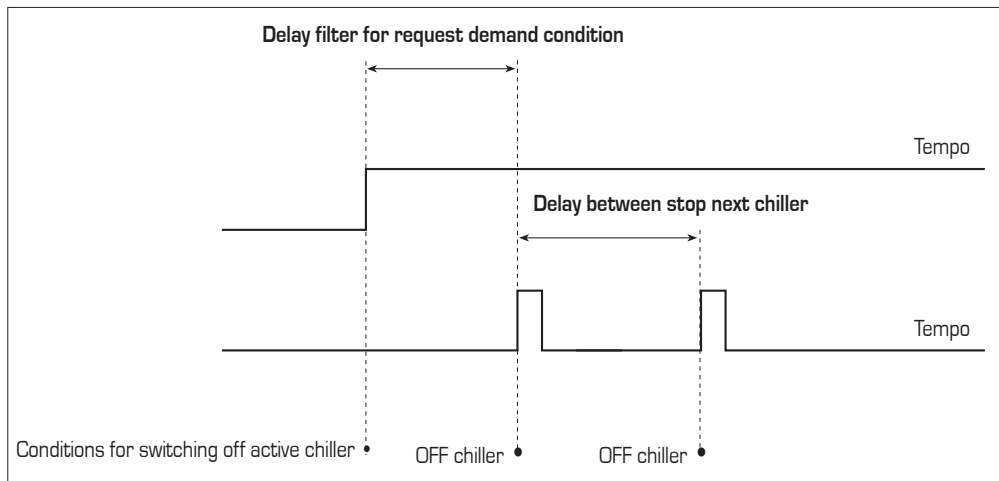 Delay filter for request demand condition
Tempo
Delay between stop next chiller
Tempo
Conditions for switching off active chiller
OFF chiller
OFF chiller